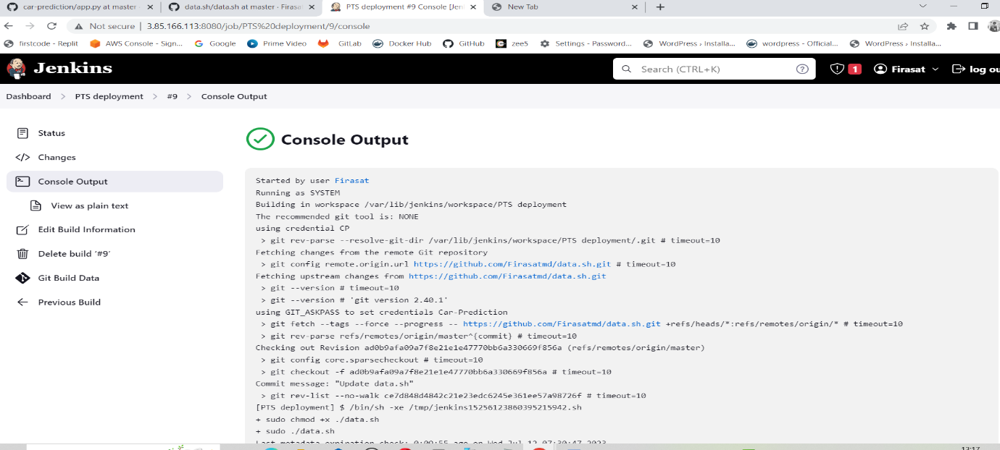 car-prediction/app.py at master
data.sh/data.sh at master · Firasat
PTS deployment #9 Console [Jen
New Tab
Not secure | 3.85.166.113:8080/job/PTS%20deployment/9/console
firstcode - Replit
AWS Console - Sign...
Google
Prime Video
GitLab
Docker Hub
GitHub
zee5
Settings - Password...
WordPress › Installa...
wordpress - Official...
WordPress › Installa...
Jenkins
Search (CTRL+K)
1
Firasat
log ou
Dashboard > PTS deployment > #9 > Console Output
Status
Changes
Console Output
View as plain text
Edit Build Information
Delete build '#9'
Git Build Data
Previous Build
Console Output
Started by user Firasat
Running as SYSTEM
Building in workspace /var/lib/jenkins/workspace/PTS deployment
The recommended git tool is: NONE
using credential CP
> git rev-parse --resolve-git-dir /var/lib/jenkins/workspace/PTS deployment/.git # timeout=10
Fetching changes from the remote Git repository
> git config remote.origin.url https://github.com/Firasatmd/data.sh.git # timeout=10
Fetching upstream changes from https://github.com/Firasatmd/data.sh.git
> git --version # timeout=10
> git --version # 'git version 2.40.1'
using GIT_ASKPASS to set credentials Car-Prediction
> git fetch --tags --force --progress -- https://github.com/Firasatmd/data.sh.git +refs/heads/*:refs/remotes/origin/* # timeout=10
> git rev-parse refs/remotes/origin/master^{commit} # timeout=10
Checking out Revision ad0b9afa09a7f8e21e1e47770bb6a330669f856a (refs/remotes/origin/master)
> git config core.sparsecheckout # timeout=10
> git checkout -f ad0b9afa09a7f8e21e1e47770bb6a330669f856a # timeout=10
Commit message: "Update data.sh"
> git rev-list --no-walk ce7d848d4842c21e23edc6245e361ee57a98726f # timeout=10
[PTS deployment] $ /bin/sh -xe /tmp/jenkins15256123860395215942.sh
+ sudo chmod +x ./data.sh
+ sudo ./data.sh
Last metadata expiration check: 0:09:55 ago on Wed Jul 12 07:30:47 2023
13:17